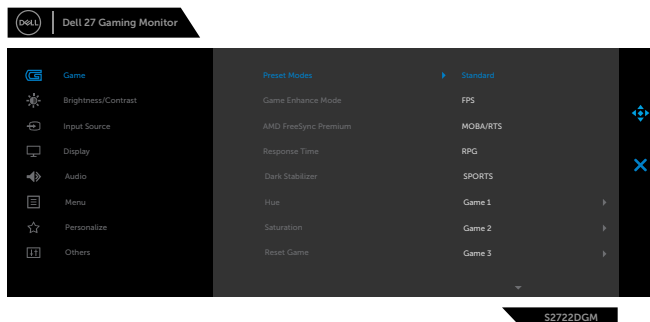 DELL Dell 27 Gaming Monitor
Game Preset Modes Standard
Brightness/Contrast Game Enhance Mode FPS
Input Source AMD FreeSync Premium MOBA/RTS
Display Response Time RPG
Audio Dark Stabilizer SPORTS
Menu Hue Game 1
Personalize Saturation Game 2
Others Reset Game Game 3
S2722DGM